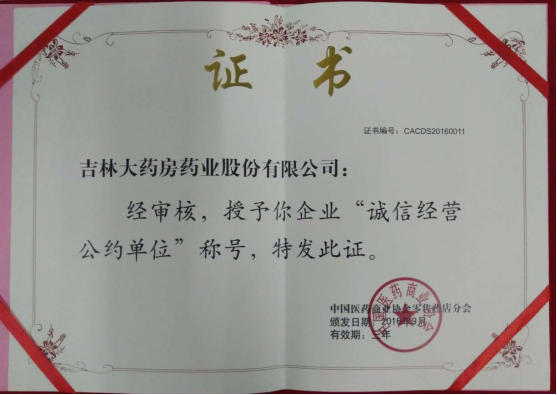 证 书
证书编号：CACDS20160011
吉林大药房药业股份有限公司：
经审核，授予你企业“诚信经营
公约单位”称号，特发此证。
中国医药商业协会零售药店分会
颁发日期：2016年9月
有效期：三年